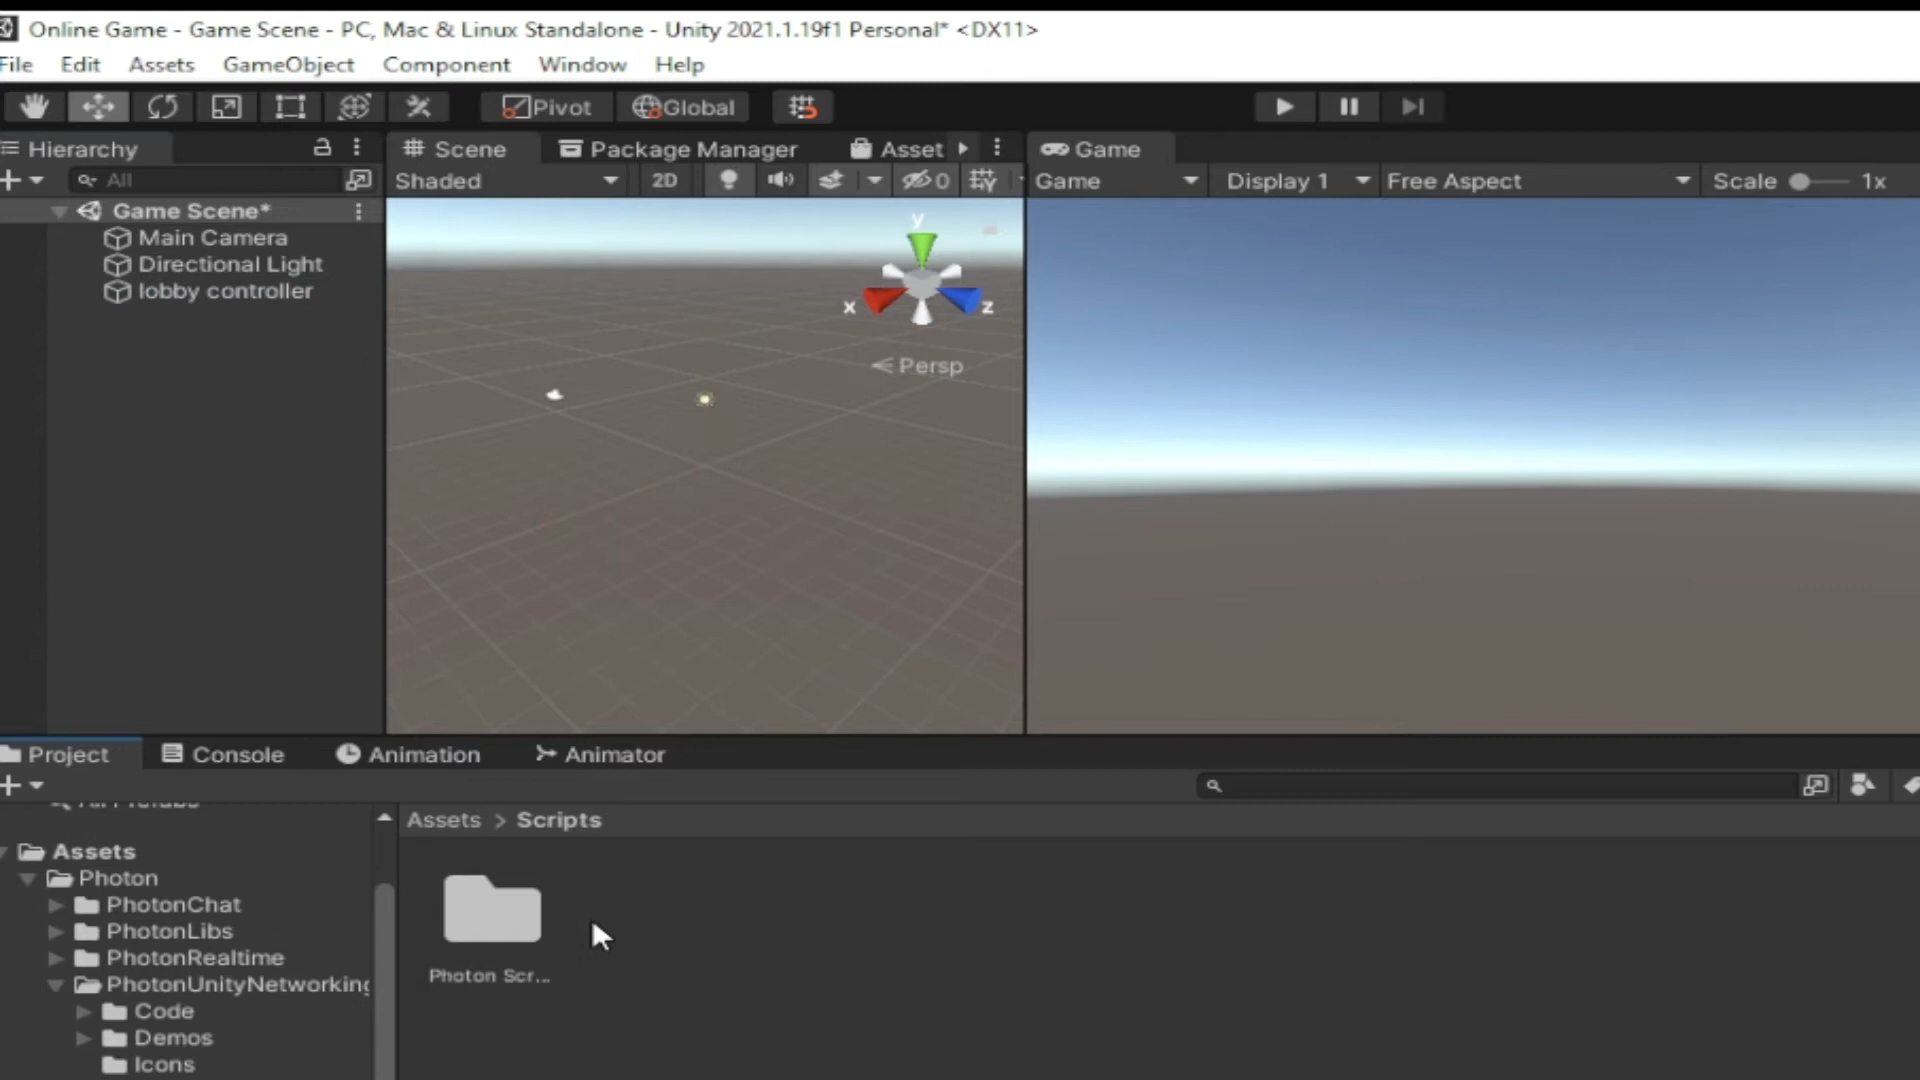 Online Game - Game Scene - PC, Mac & Linux Standalone - Unity 2021.1.19f1 Personal* <DX11>
File Edit Assets GameObject Component Window Help
Pivot Global
Hierarchy
Scene Package Manager Asset
Game
All
Shaded 2D 0
Game Display 1 Free Aspect Scale 1x
Game Scene*
Main Camera
Directional Light
lobby controller
y
x z
< Persp
Project Console Animation Animator
All Prefabs
Assets > Scripts
Assets
Photon
PhotonChat
PhotonLibs
PhotonRealtime
PhotonUnityNetworking
Code
Demos
Icons
Photon Scr...